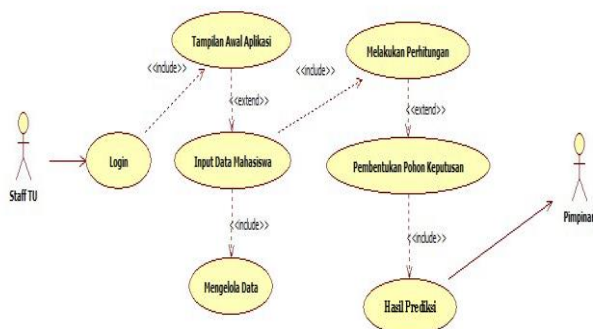 Tampilan Awal Aplikasi
Melakukan Perhitungan
<<include>>
<<include>>
<<extend>>
<<extend>>
Login
Input Data Mahasiswa
Pembentukan Pohon Keputusan
Staff TU
Pimpinan
<<include>>
<<include>>
Mengelola Data
Hasil Prediksi